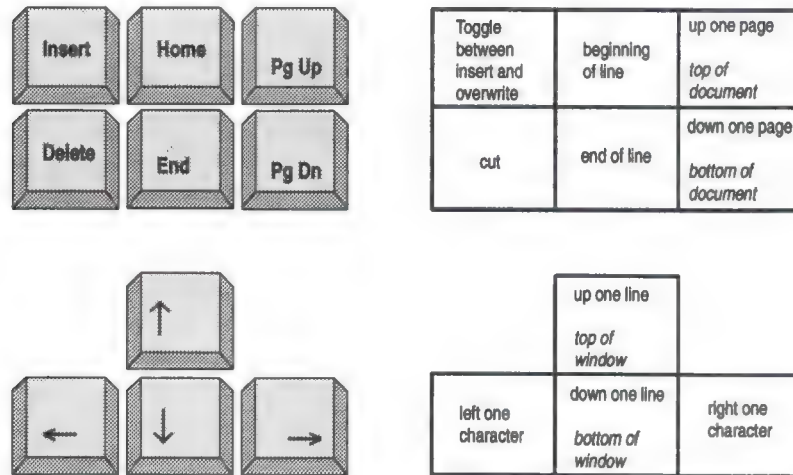 Insert
Home
Pg Up
Delete
End
Pg Dn
↑
←
↓
→
Toggle
between
insert and
overwrite
beginning
of line
up one page
top of
document
cut
end of line
down one page
bottom of
document
up one line
top of
window
left one
character
down one line
bottom of
window
right one
character